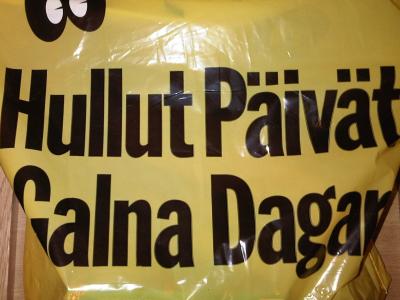 Hullut Päivät
Galna Dagar